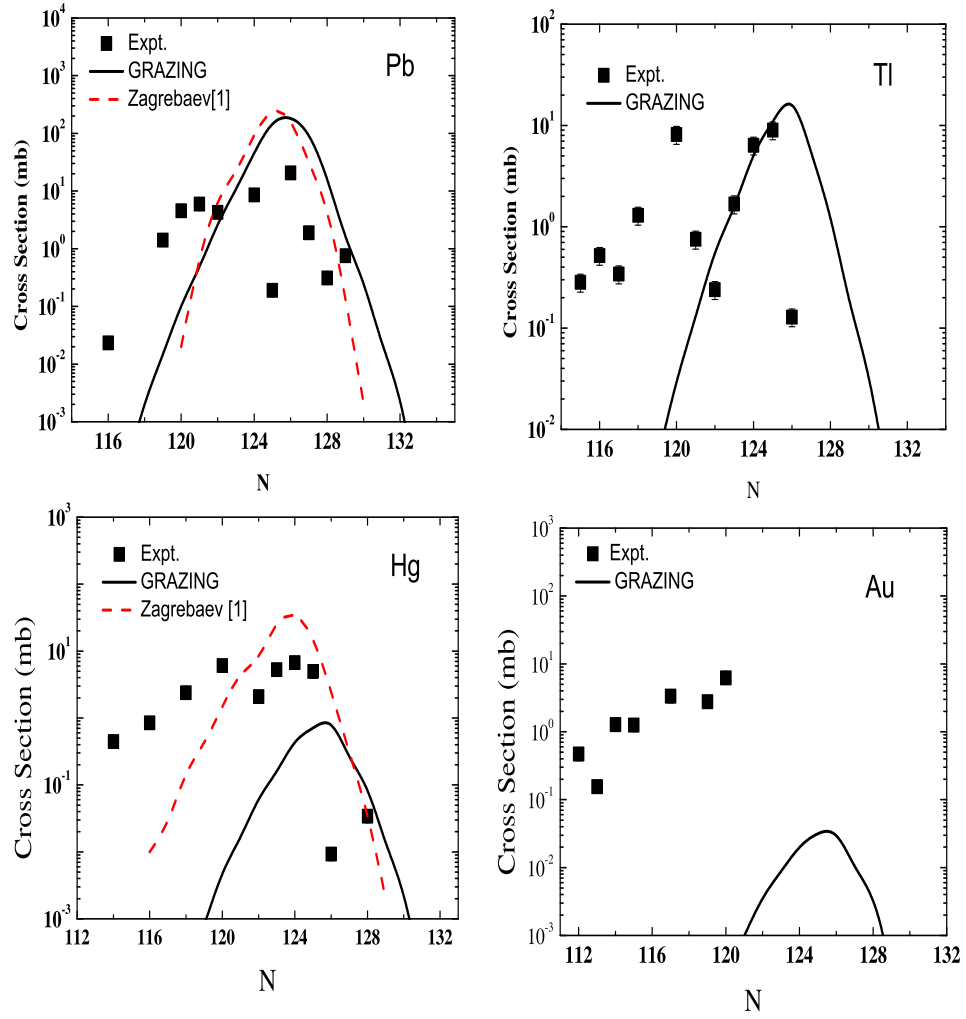 10^4
10^3
10^2
10^1
10^0
10^-1
10^-2
10^-3
Cross Section (mb)
Expt.
GRAZING
Zagrebaev[1]
Pb
116 120 124 128 132
N
10^2
10^1
10^0
10^-1
10^-2
Cross Section (mb)
Expt.
GRAZING
Tl
116 120 124 128 132
N
10^3
10^1
10^-1
10^-3
Cross Section (mb)
Expt.
GRAZING
Zagrebaev [1]
Hg
112 116 120 124 128 132
N
10^3
10^2
10^1
10^0
10^-1
10^-2
10^-3
Cross Section (mb)
Expt.
GRAZING
Au
112 116 120 124 128 132
N